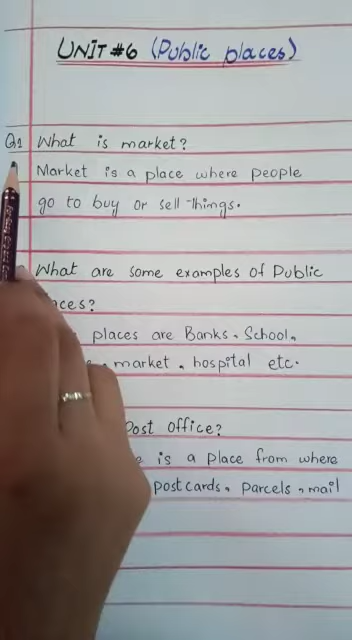 UNIT #6 (Public places)
Q1 What is market?
Market is a place where people
go to buy or sell things.
What are some examples of Public
aces?
places are Banks, School,
, market, hospital etc.
Post office?
is a place from where
postcards, parcels, mail